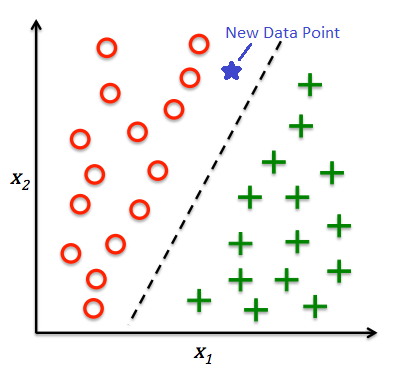 New Data Point
x2
x1